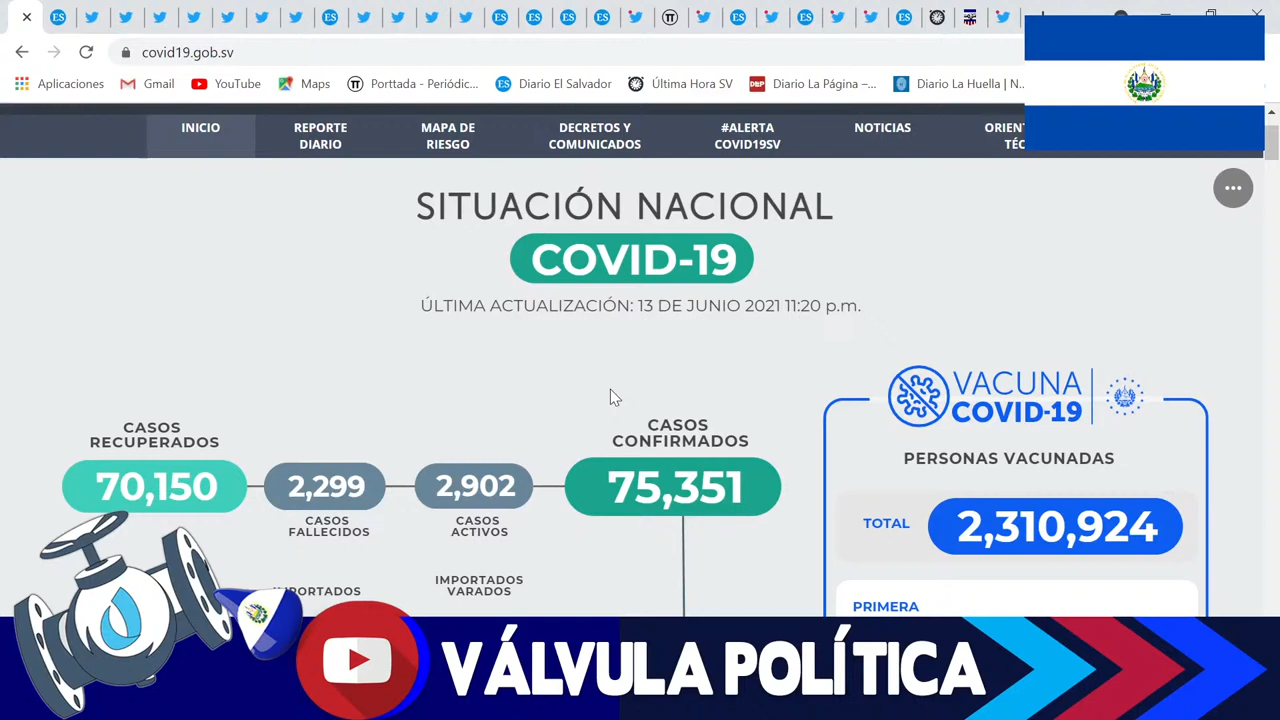 covid19.gob.sv
Aplicaciones
Gmail
YouTube
Maps
Porttada - Periódic...
Diario El Salvador
Última Hora SV
Diario La Página –...
Diario La Huella | N...
INICIO
REPORTE
DIARIO
MAPA DE
RIESGO
DECRETOS Y
COMUNICADOS
#ALERTA
COVID19SV
NOTICIAS
SITUACIÓN NACIONAL
COVID-19
ÚLTIMA ACTUALIZACIÓN: 13 DE JUNIO 2021 11:20 p.m.
CASOS
RECUPERADOS
70,150
2,299
CASOS
FALLECIDOS
2,902
CASOS
ACTIVOS
CASOS
CONFIRMADOS
75,351
IMPORTADOS
VARADOS
VACUNA
COVID-19
PERSONAS VACUNADAS
TOTAL
2,310,924
PRIMERA
VÁLVULA POLÍTICA